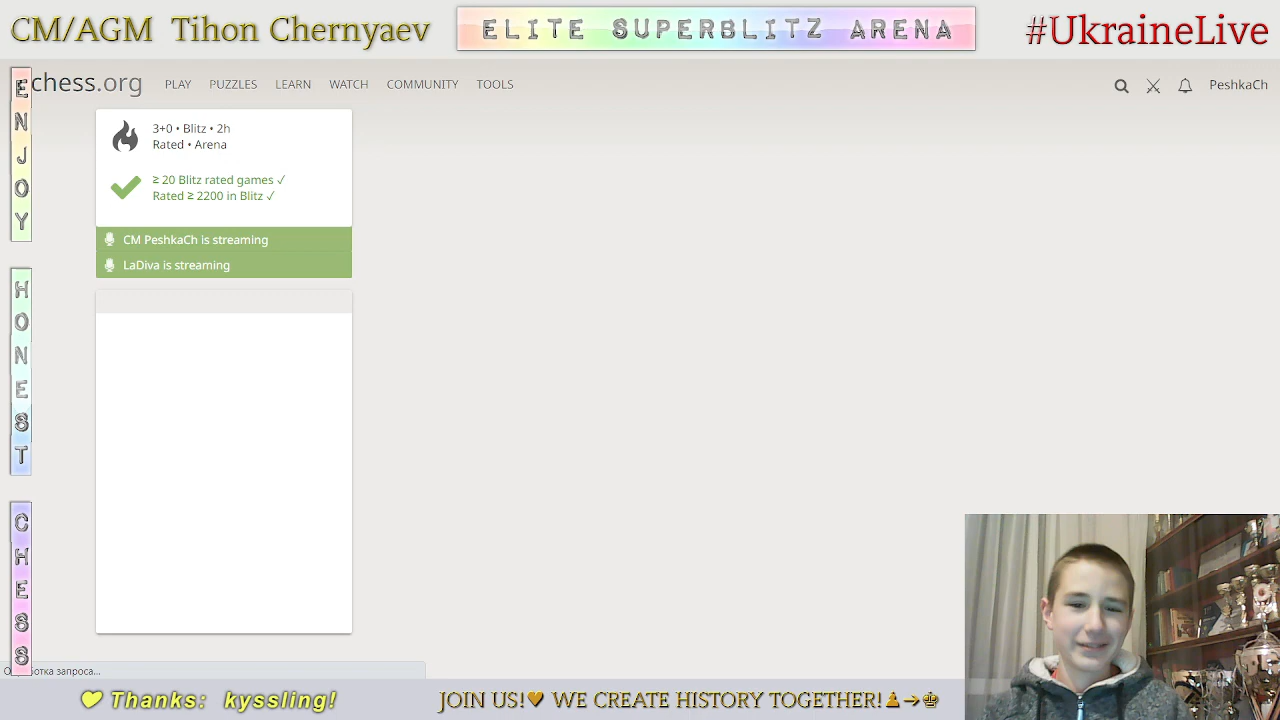 CM/AGM Tihon Chernyaev
ELITE SUPERBLITZ ARENA
#UkraineLive
chess.org
PLAY PUZZLES LEARN WATCH COMMUNITY TOOLS
PeshkaCh
3+0 • Blitz • 2h
Rated • Arena
≥ 20 Blitz rated games ✓
Rated ≥ 2200 in Blitz ✓
CM PeshkaCh is streaming
LaDiva is streaming
ENJOY
HONEST
CHESS
запроса...
Thanks: kyssling!
JOIN US!🧡 WE CREATE HISTORY TOGETHER!♟➔♚